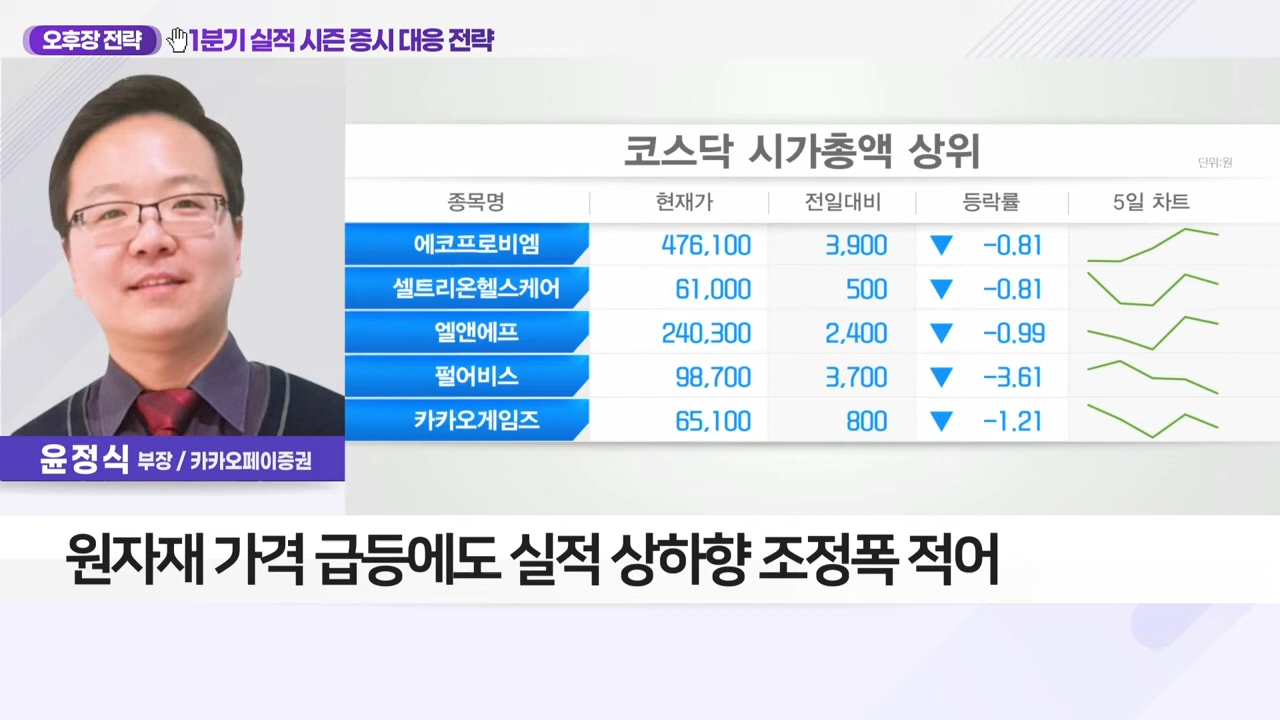 오후장 전략 1분기 실적 시즌 증시 대응 전략
코스닥 시가총액 상위
단위:원
종목명 현재가 전일대비 등락률 5일 차트
에코프로비엠 476,100 3,900 ▼ -0.81
셀트리온헬스케어 61,000 500 ▼ -0.81
엘앤에프 240,300 2,400 ▼ -0.99
펄어비스 98,700 3,700 ▼ -3.61
카카오게임즈 65,100 800 ▼ -1.21
윤정식 부장 / 카카오페이증권
원자재 가격 급등에도 실적 상하향 조정폭 적어